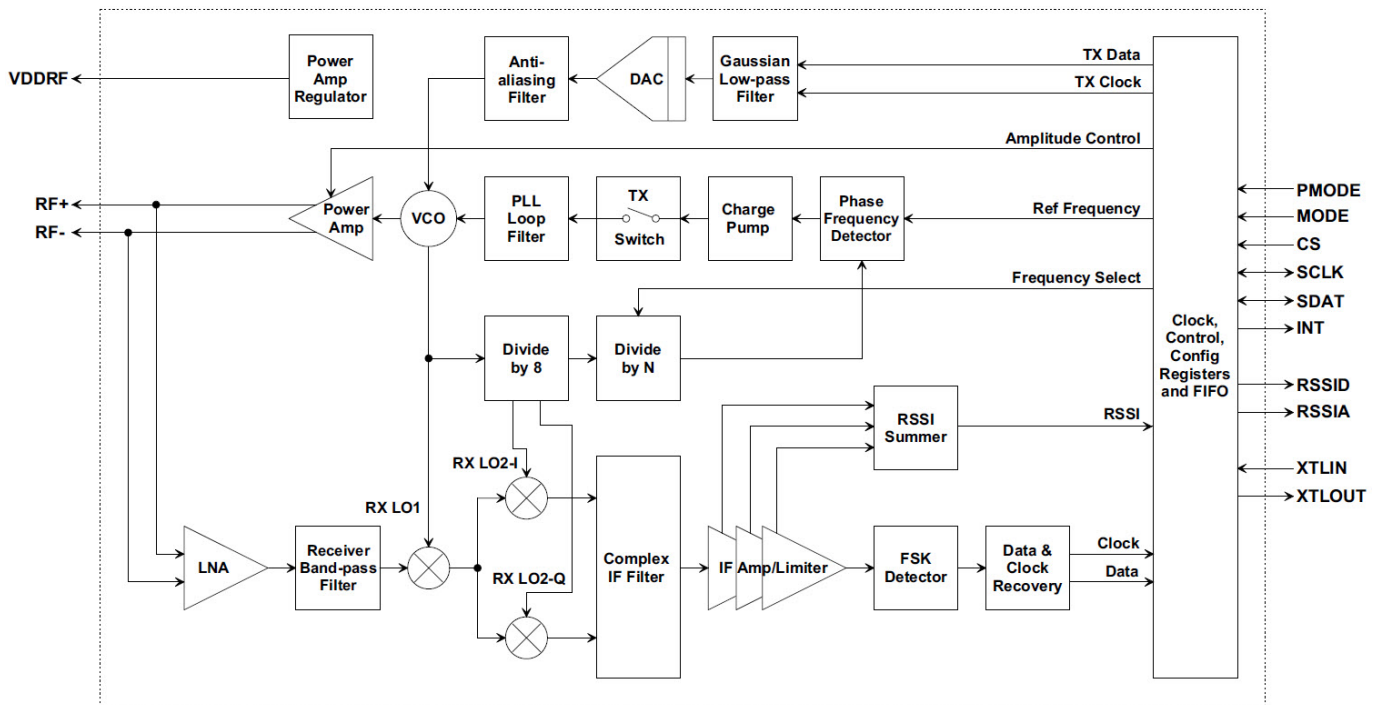 VDDRF
Power
Amp
Regulator
Anti-
aliasing
Filter
DAC
Gaussian
Low-pass
Filter
TX Data
TX Clock
Amplitude Control
RF+
RF-
Power
Amp
VCO
PLL
Loop
Filter
TX
Switch
Charge
Pump
Phase
Frequency
Detector
Ref Frequency
Frequency Select
Divide
by 8
Divide
by N
Clock,
Control,
Config
Registers
and FIFO
PMODE
MODE
CS
SCLK
SDAT
INT
RSSID
RSSIA
XTLIN
XTLOUT
RSSI
Summer
RSSI
RX LO2-I
RX LO1
RX LO2-Q
LNA
Receiver
Band-pass
Filter
Complex
IF Filter
IF Amp/Limiter
FSK
Detector
Data &
Clock
Recovery
Clock
Data